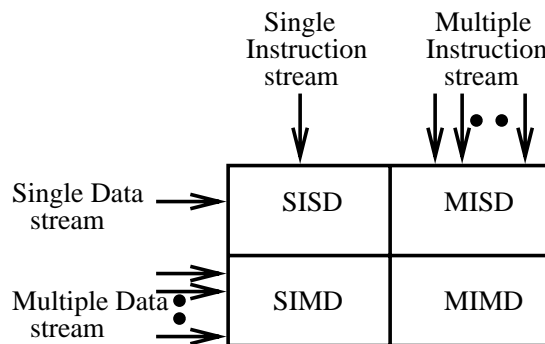 Single
Instruction
stream
Multiple
Instruction
stream
Single Data
stream
SISD
MISD
Multiple Data
stream
SIMD
MIMD